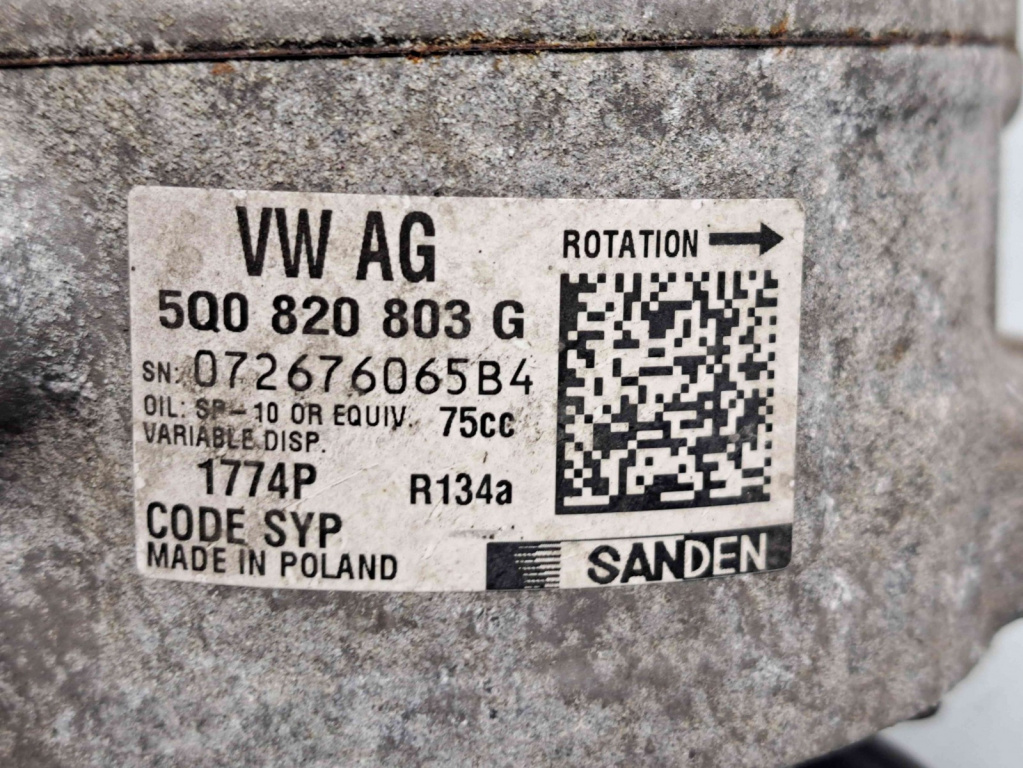 VW AG
5Q0 820 803 G
SN: 072676065B4
OIL: SP-10 OR EQUIV. 75cc
VARIABLE DISP.
1774P R134a
CODE SYP
MADE IN POLAND
ROTATION
SANDEN